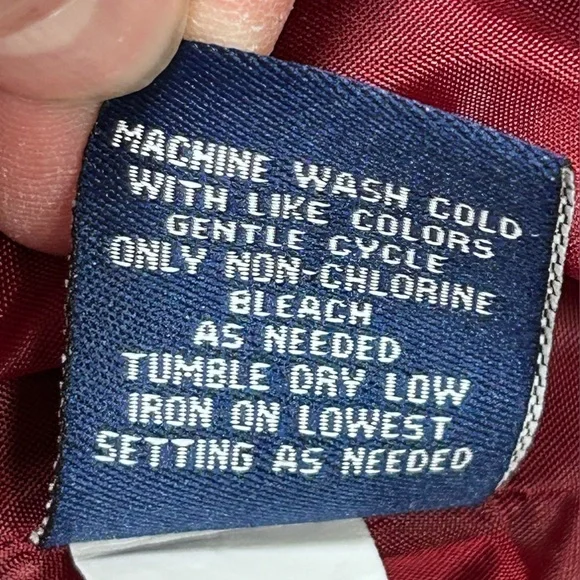 MACHINE WASH COLD
WITH LIKE COLORS
GENTLE CYCLE
ONLY NON-CHLORINE
BLEACH
AS NEEDED
TUMBLE DRY LOW
IRON ON LOWEST
SETTING AS NEEDED